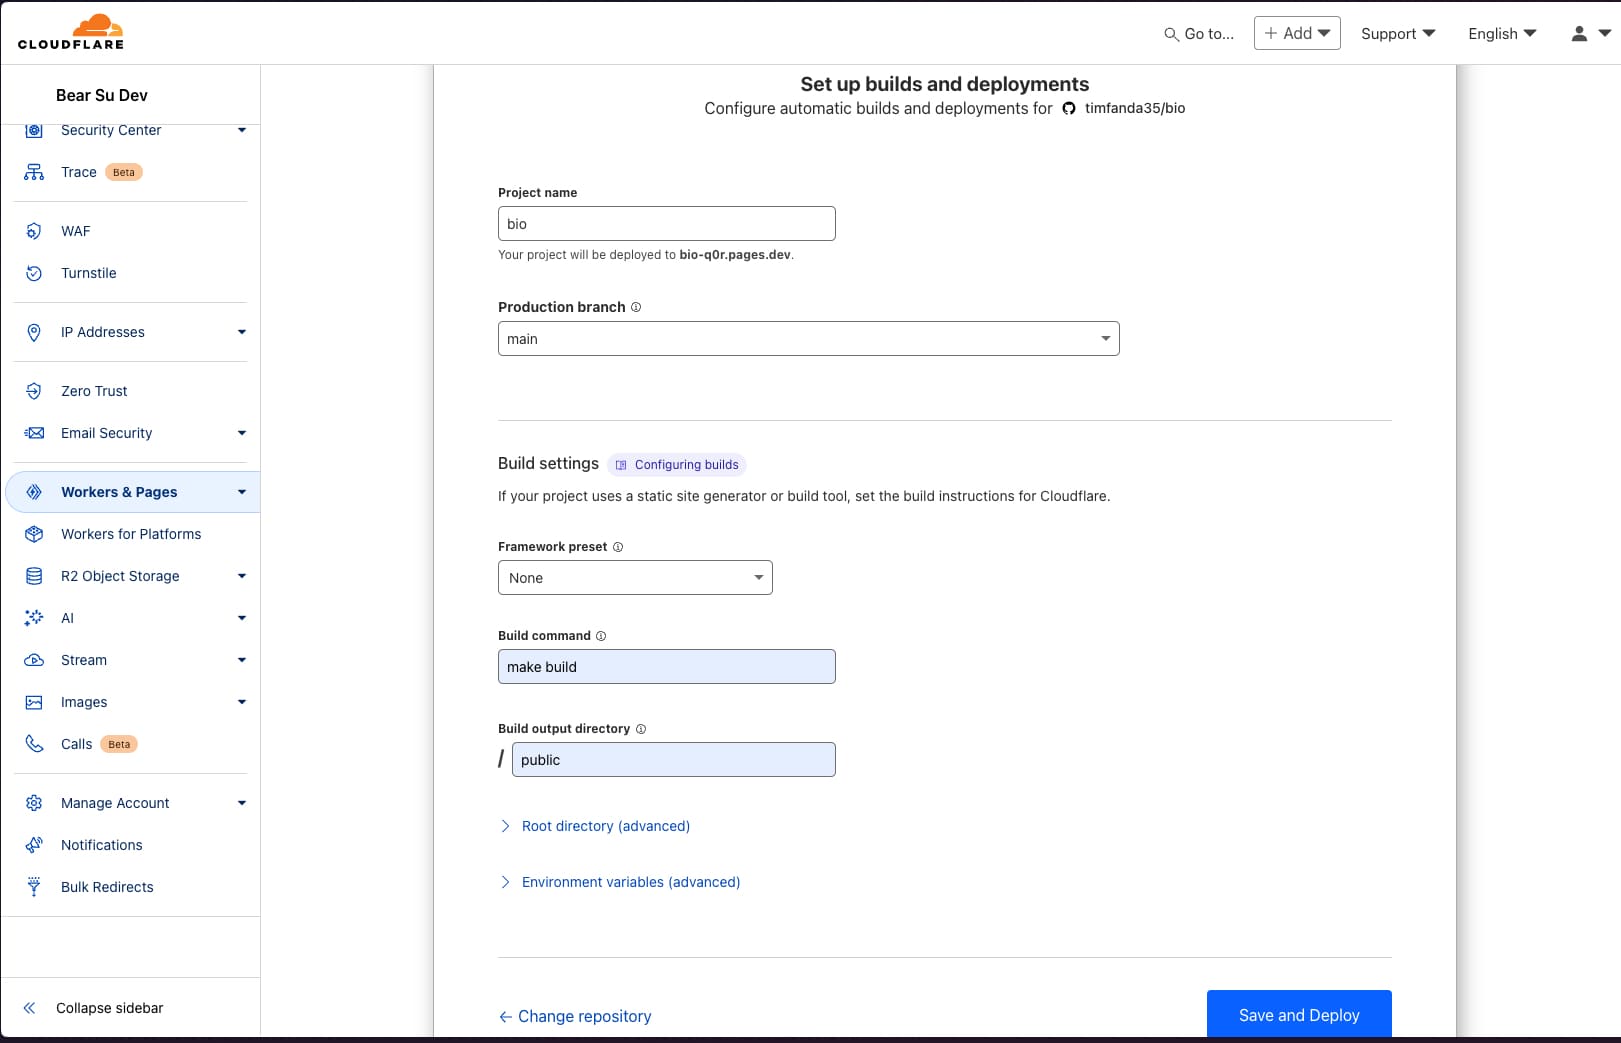 CLOUDFLARE
Go to...
+ Add
Support
English
Bear Su Dev
Security Center
Trace Beta
WAF
Turnstile
IP Addresses
Zero Trust
Email Security
Workers & Pages
Workers for Platforms
R2 Object Storage
AI
Stream
Images
Calls Beta
Manage Account
Notifications
Bulk Redirects
Collapse sidebar
Set up builds and deployments
Configure automatic builds and deployments for timfanda35/bio
Project name
bio
Your project will be deployed to bio-q0r.pages.dev.
Production branch
main
Build settings Configuring builds
If your project uses a static site generator or build tool, set the build instructions for Cloudflare.
Framework preset
None
Build command
make build
Build output directory
/ public
Root directory (advanced)
Environment variables (advanced)
← Change repository
Save and Deploy